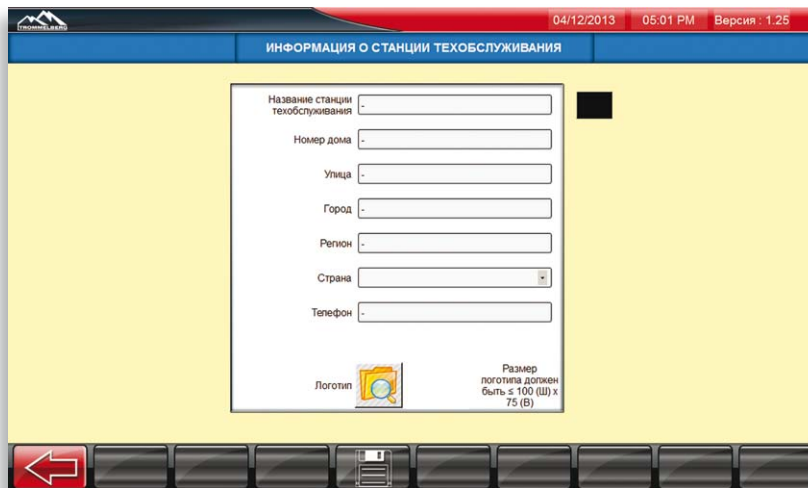 TROMMELBERG
04/12/2013 05:01 PM Версия : 1.25
ИНФОРМАЦИЯ О СТАНЦИИ ТЕХОБСЛУЖИВАНИЯ
Название станции
техобслуживания -
Номер дома -
Улица -
Город -
Регион -
Страна
Телефон -
Логотип
Размер
логотипа должен
быть ≤ 100 (Ш) x
75 (В)